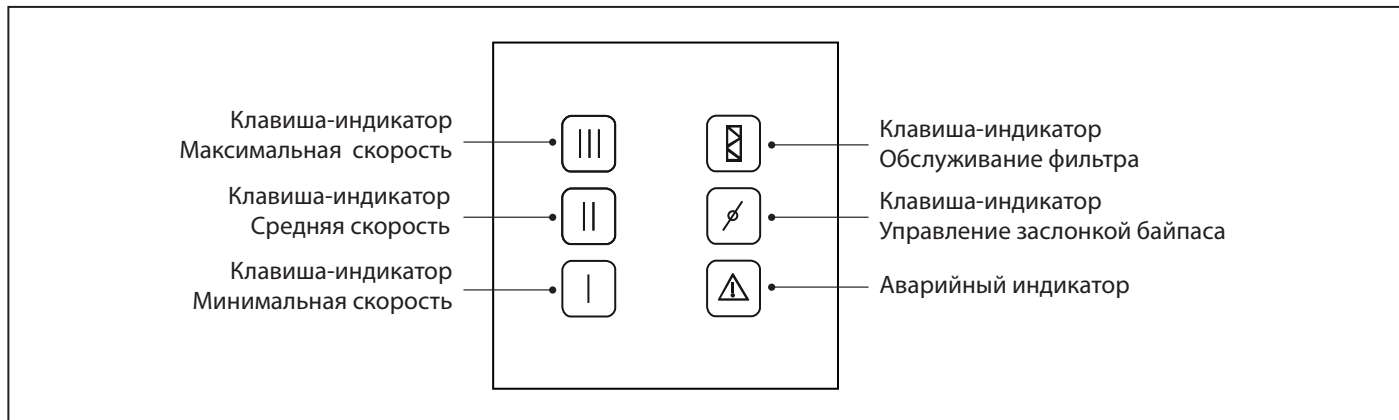 Клавиша-индикатор
Максимальная скорость
Клавиша-индикатор
Средняя скорость
Клавиша-индикатор
Минимальная скорость
Клавиша-индикатор
Обслуживание фильтра
Клавиша-индикатор
Управление заслонкой байпаса
Аварийный индикатор